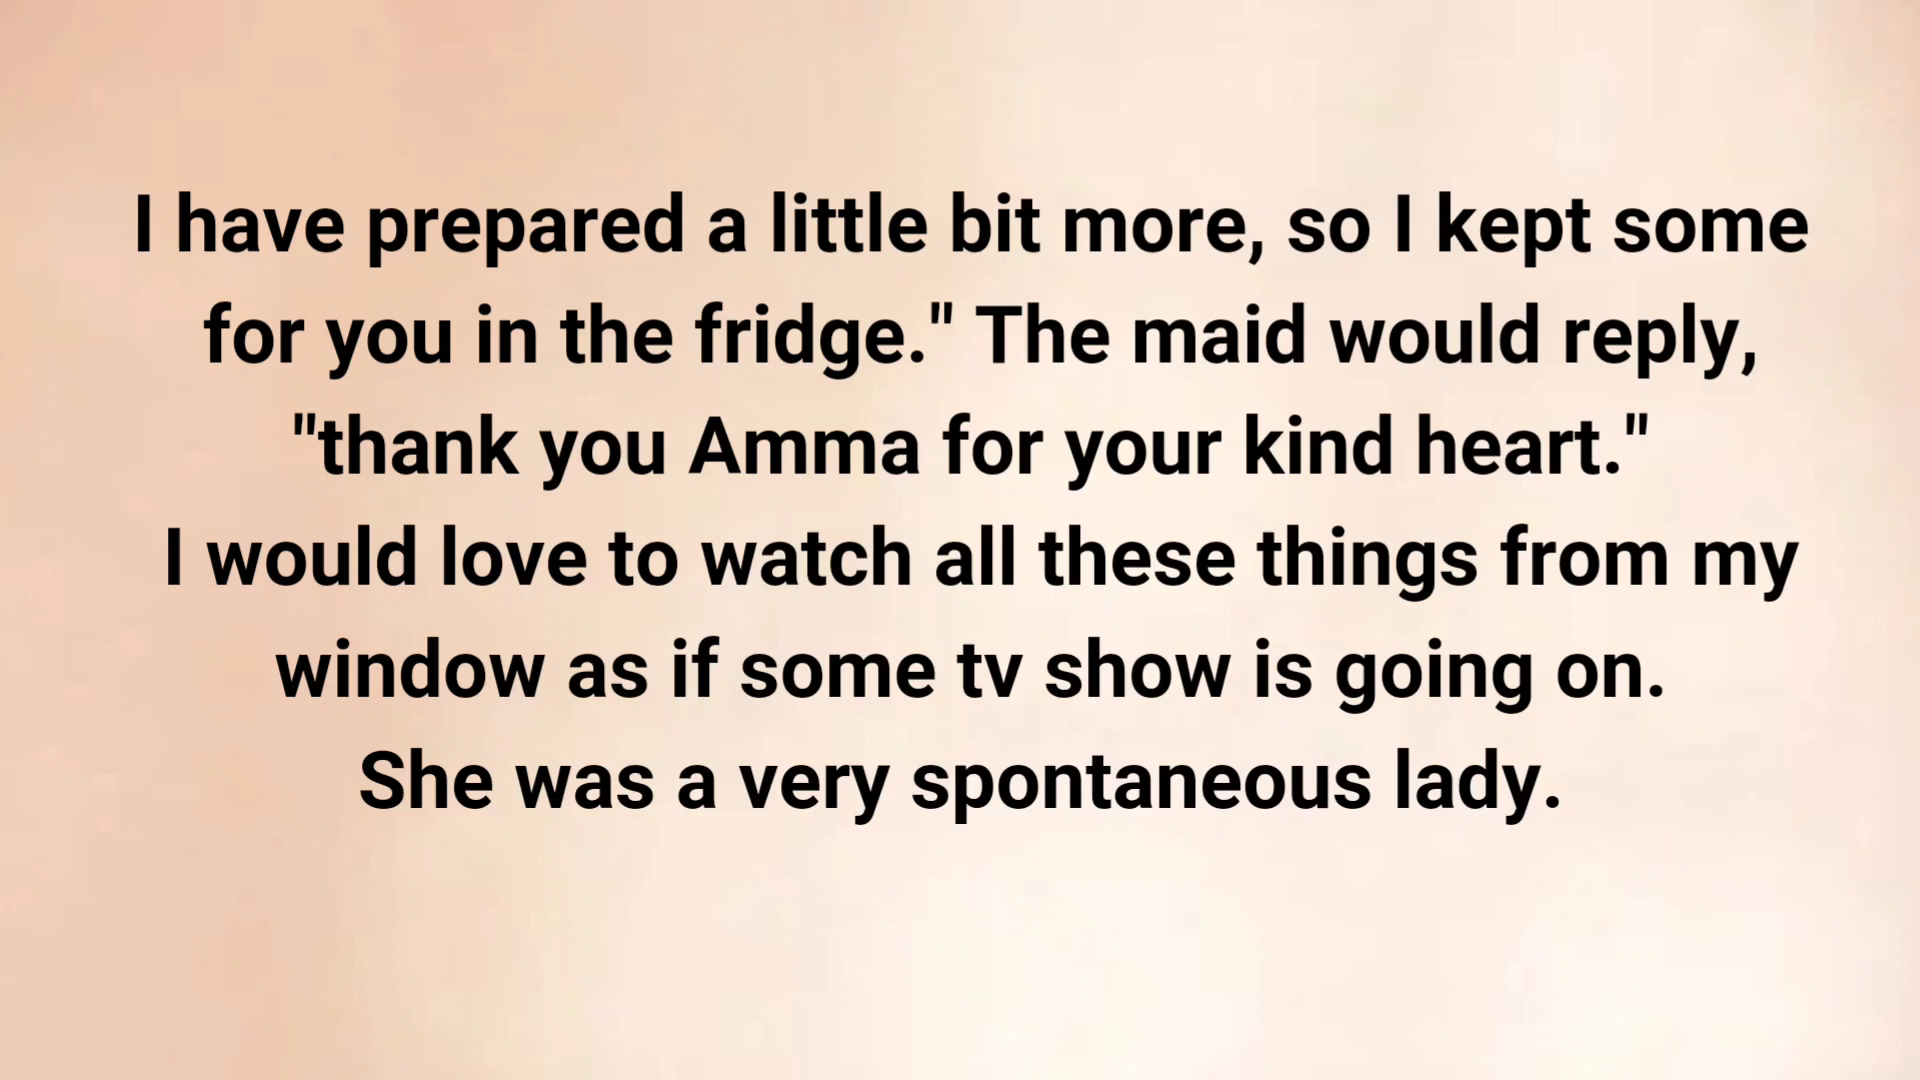 I have prepared a little bit more, so I kept some
for you in the fridge." The maid would reply,
"thank you Amma for your kind heart."
I would love to watch all these things from my
window as if some tv show is going on.
She was a very spontaneous lady.